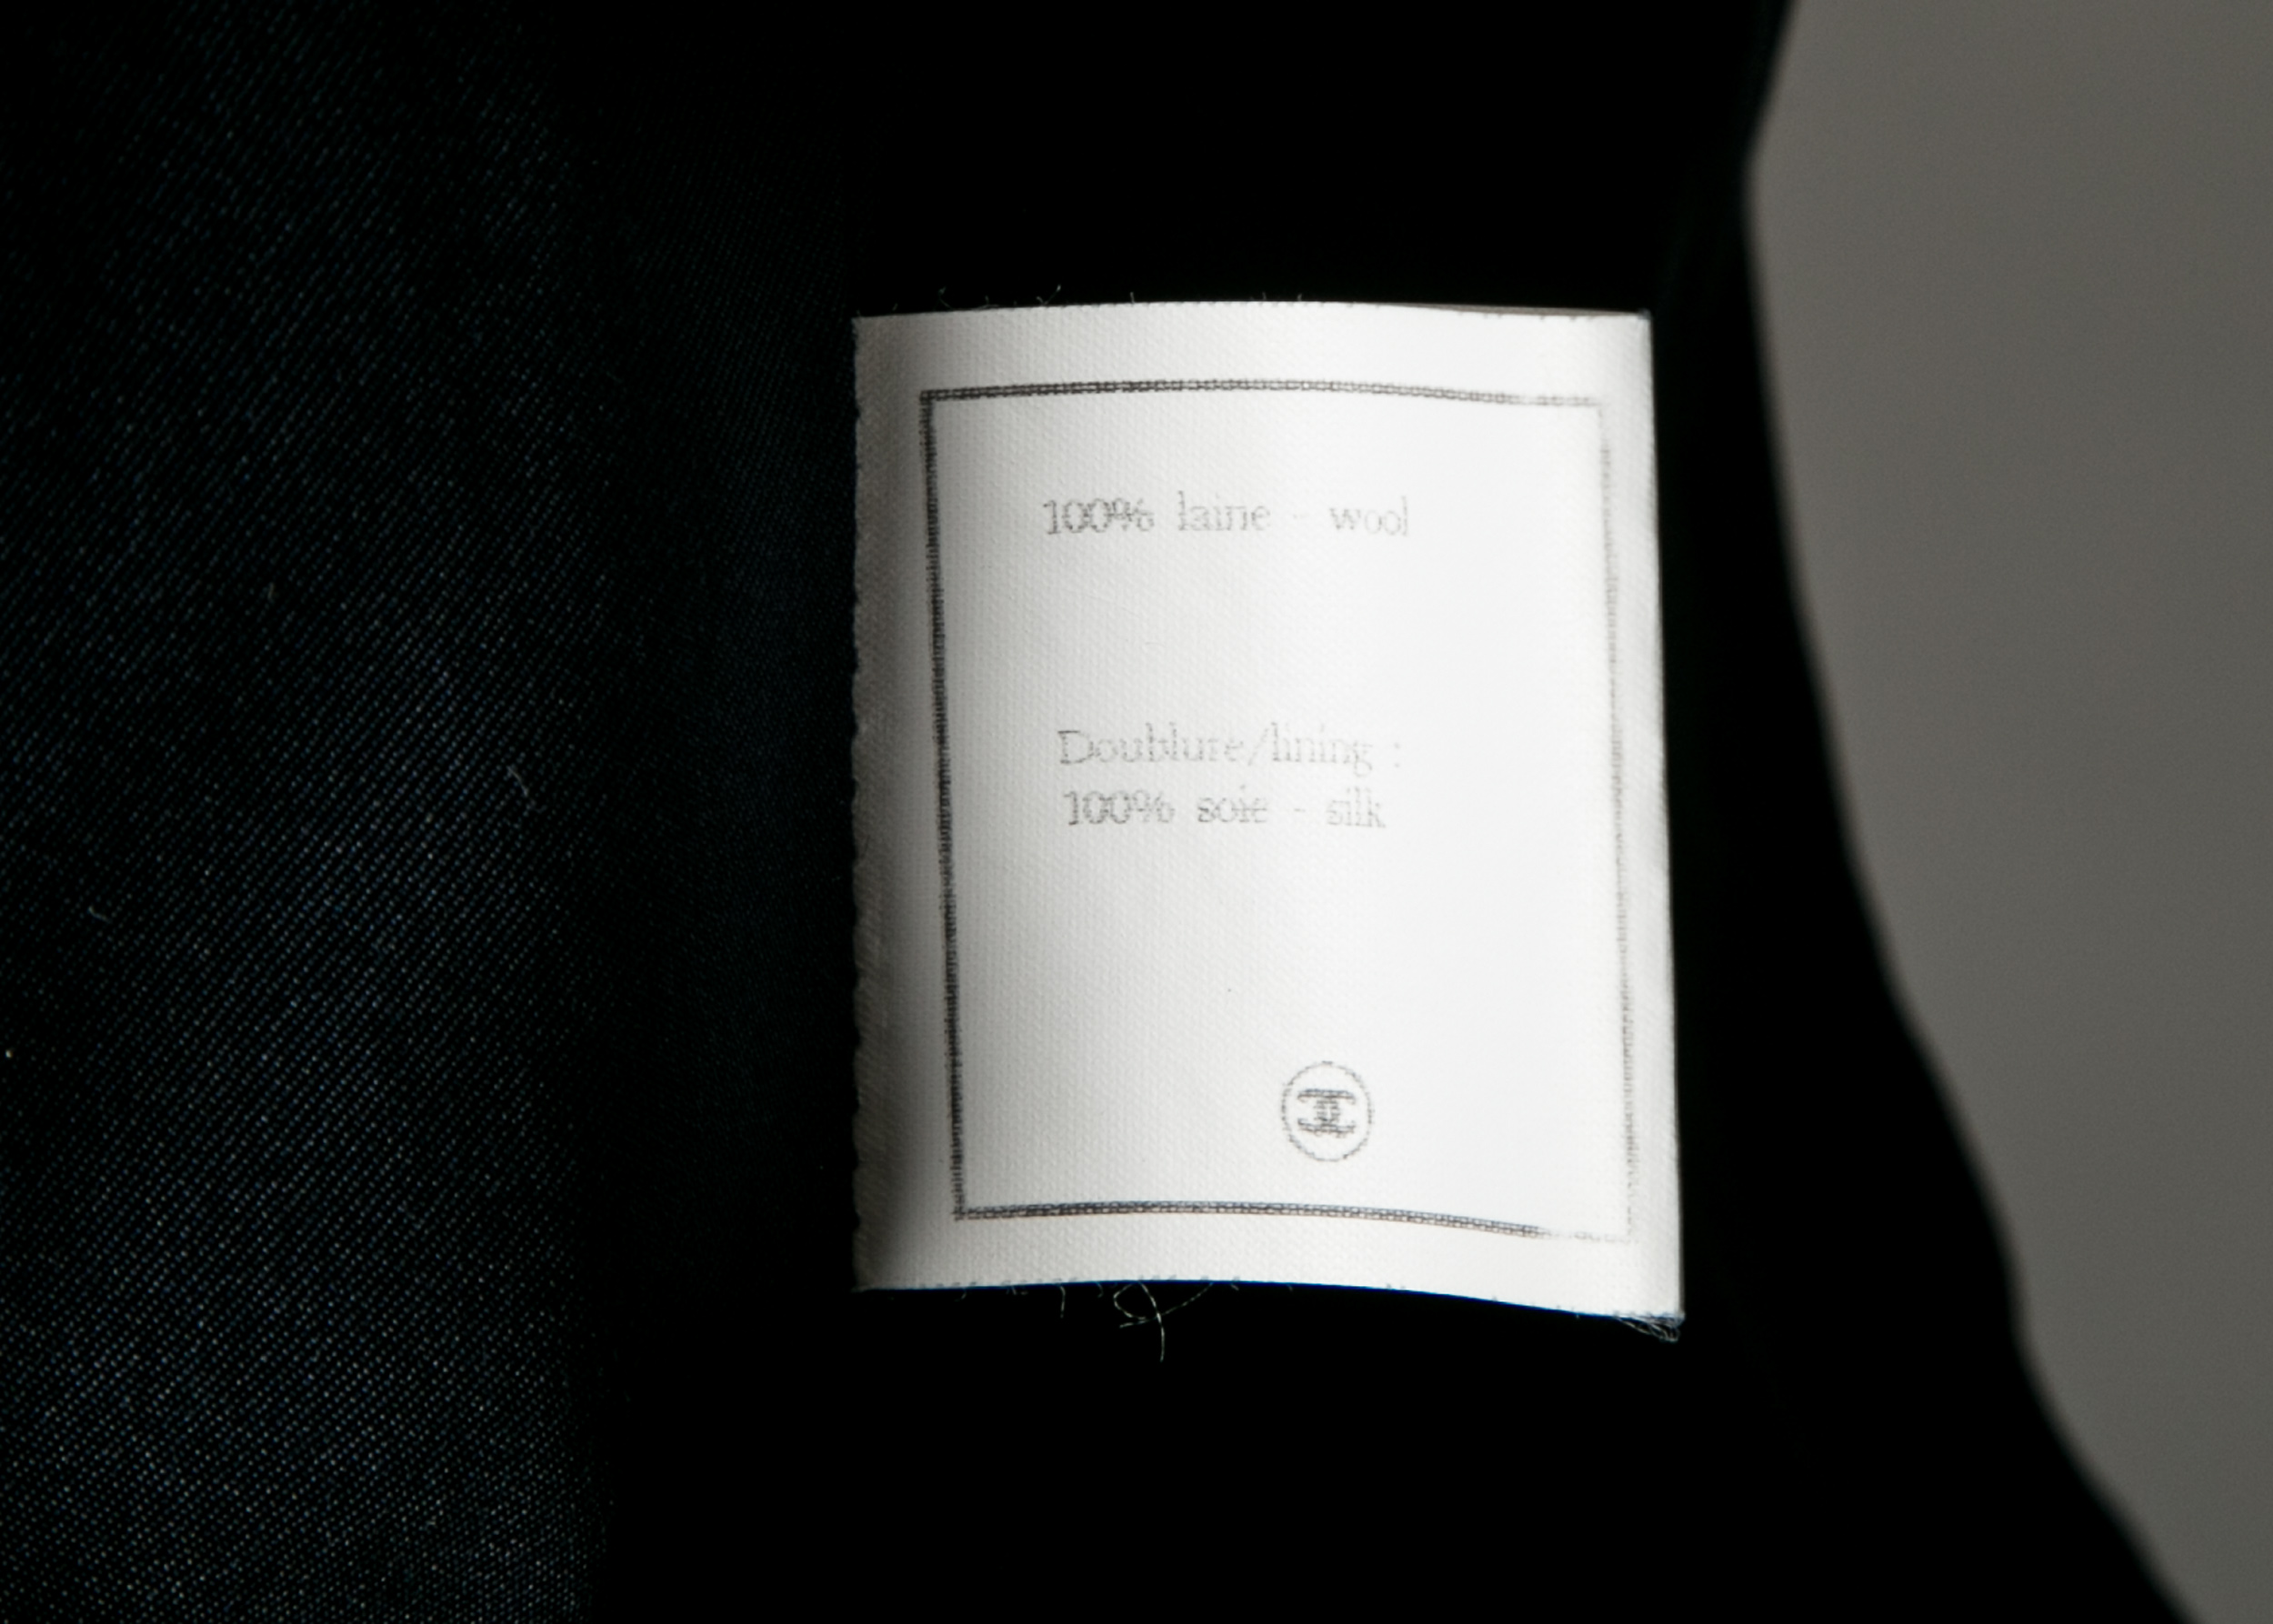 100% laine - wool
Doublure/lining :
100% soie - silk